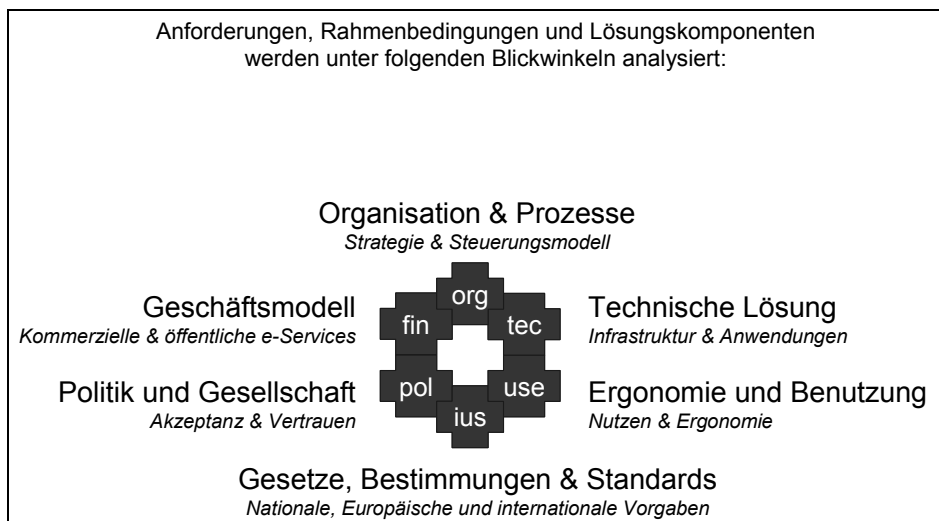 Anforderungen, Rahmenbedingungen und Lösungskomponenten
werden unter folgenden Blickwinkeln analysiert:
Organisation & Prozesse
Strategie & Steuerungsmodell
org
Geschäftsmodell
Kommerzielle & öffentliche e-Services
fin
tec
Technische Lösung
Infrastruktur & Anwendungen
Politik und Gesellschaft
Akzeptanz & Vertrauen
pol
use
Ergonomie und Benutzung
Nutzen & Ergonomie
ius
Gesetze, Bestimmungen & Standards
Nationale, Europäische und internationale Vorgaben